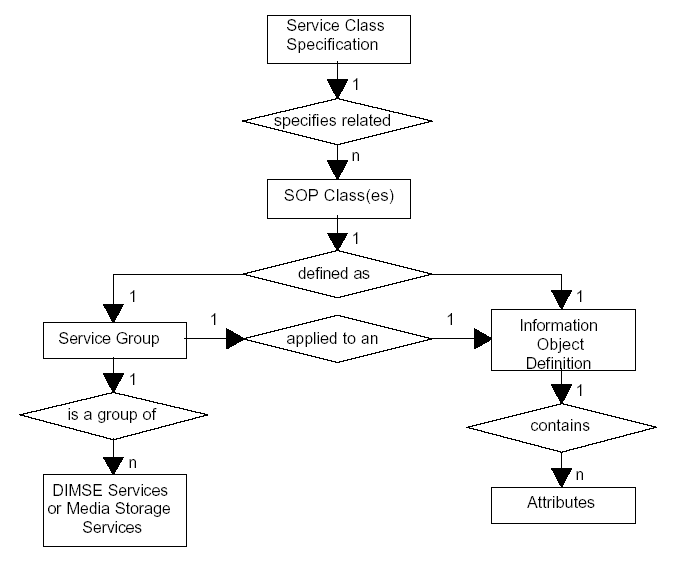 Service Class
Specification
1
specifies related
n
SOP Class(es)
1
defined as
1
1
Service Group
1
applied to an
1
Information
Object
Definition
1
is a group of
n
DIMSE Services
or Media Storage
Services
1
contains
n
Attributes